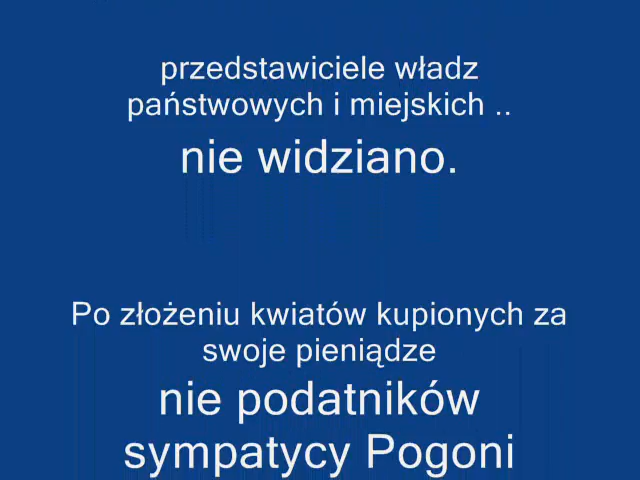 przedstawiciele władz
państwowych i miejskich ..
nie widziano.
Po złożeniu kwiatów kupionych za
swoje pieniądze
nie podatników
sympatycy Pogoni